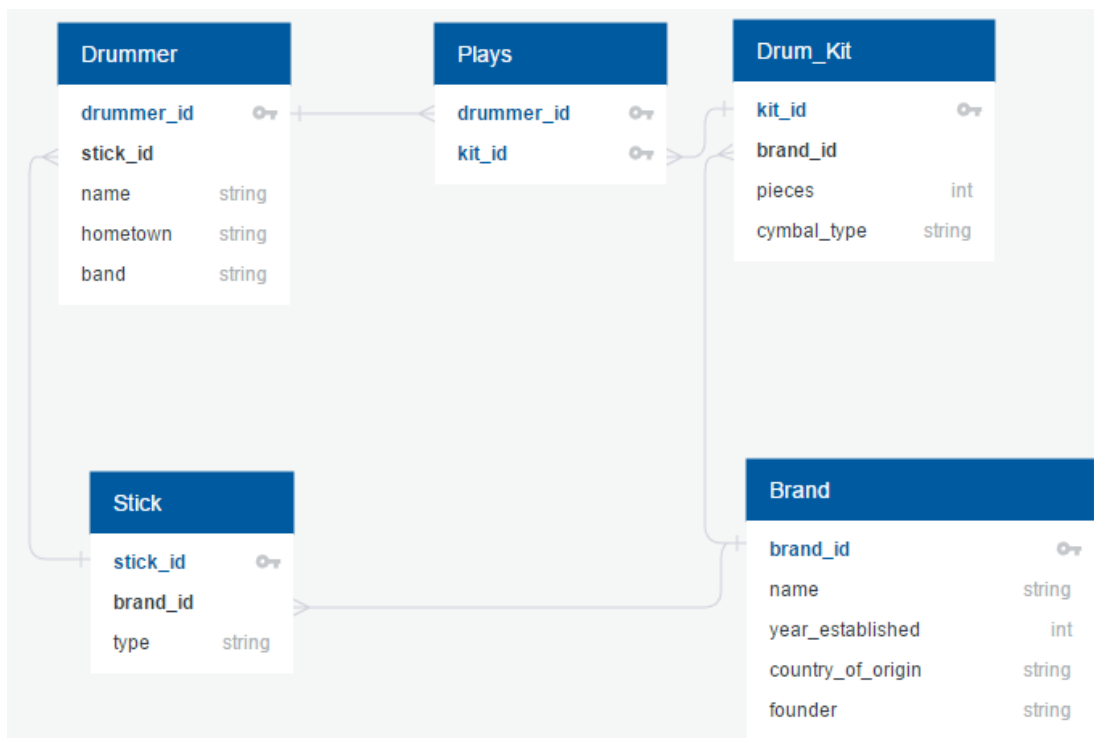 Drummer
drummer_id
stick_id
name string
hometown string
band string
Plays
drummer_id
kit_id
Drum_Kit
kit_id
brand_id
pieces int
cymbal_type string
Stick
stick_id
brand_id
type string
Brand
brand_id
name string
year_established int
country_of_origin string
founder string